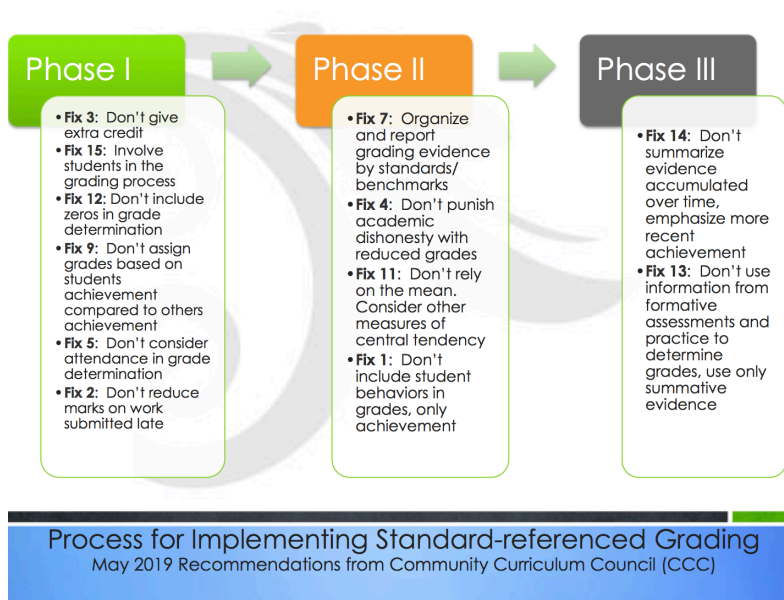 Phase I
• Fix 3: Don't give
extra credit
• Fix 15: Involve
students in the
grading process
• Fix 12: Don't include
zeros in grade
determination
• Fix 9: Don't assign
grades based on
students
achievement
compared to others
achievement
• Fix 5: Don't consider
attendance in grade
determination
• Fix 2: Don't reduce
marks on work
submitted late
Phase II
• Fix 7: Organize
and report
grading evidence
by standards/
benchmarks
• Fix 4: Don't punish
academic
dishonesty with
reduced grades
• Fix 11: Don't rely
on the mean.
Consider other
measures of
central tendency
• Fix 1: Don't
include student
behaviors in
grades, only
achievement
Phase III
• Fix 14: Don't
summarize
evidence
accumulated
over time,
emphasize more
recent
achievement
• Fix 13: Don't use
information from
formative
assessments and
practice to
determine
grades, use only
summative
evidence
Process for Implementing Standard-referenced Grading
May 2019 Recommendations from Community Curriculum Council (CCC)